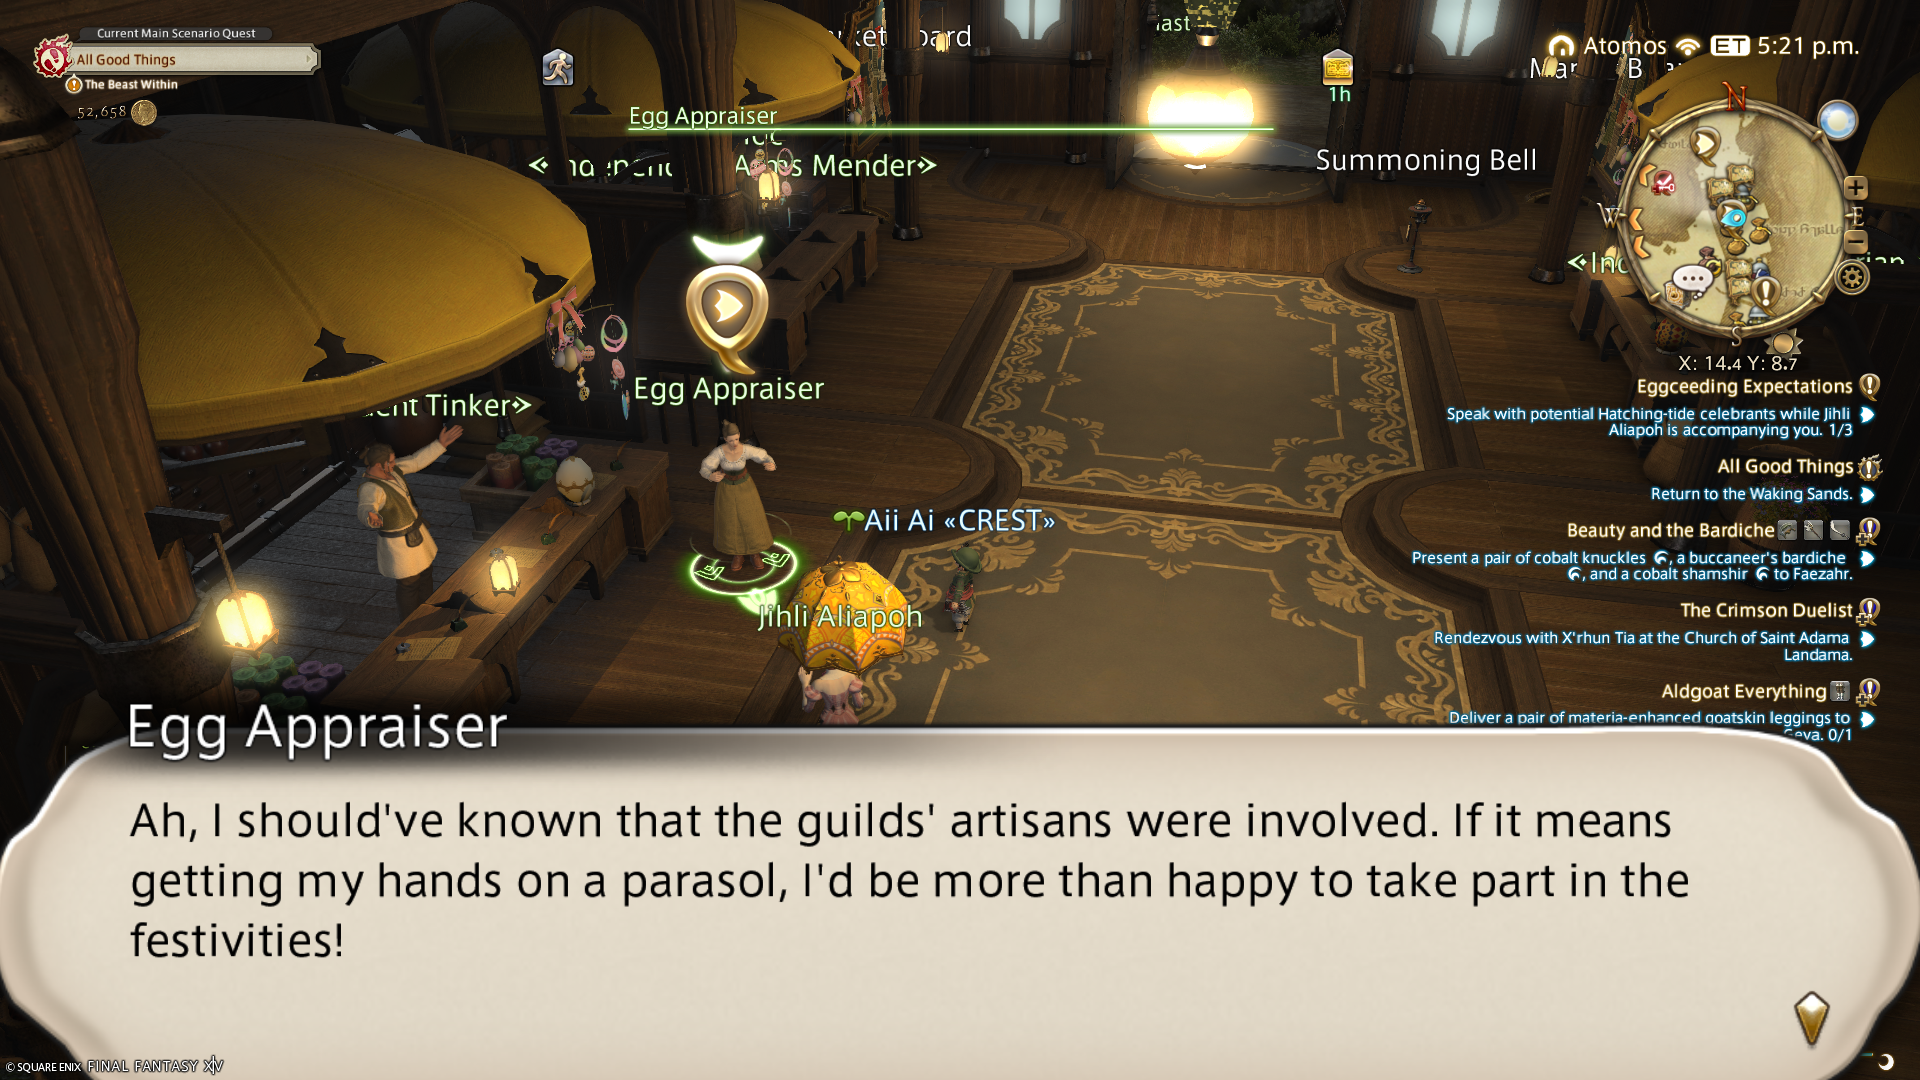 Current Main Scenario Quest
All Good Things
The Beast Within
52,658
Atomos ET 5:21 p.m.
1h
N
W
E
S
X: 14.4 Y: 8.7
Egg Appraiser
Arms Mender
Summoning Bell
Egg Appraiser
Tinker
Aii Ai «CREST»
Jihli Aliapoh
Eggceeding Expectations
Speak with potential Hatching-tide celebrants while Jihli
Aliapoh is accompanying you. 1/3
All Good Things
Return to the Waking Sands.
Beauty and the Bardiche
Present a pair of cobalt knuckles , a buccaneer's bardiche
, and a cobalt shamshir to Faezahr.
The Crimson Duelist
Rendezvous with X'rhun Tia at the Church of Saint Adama
Landama.
Aldgoat Everything
Deliver a pair of materia-enhanced goatskin leggings to
Geva. 0/1
Egg Appraiser
Ah, I should've known that the guilds' artisans were involved. If it means
getting my hands on a parasol, I'd be more than happy to take part in the
festivities!
© SQUARE ENIX FINAL FANTASY XIV